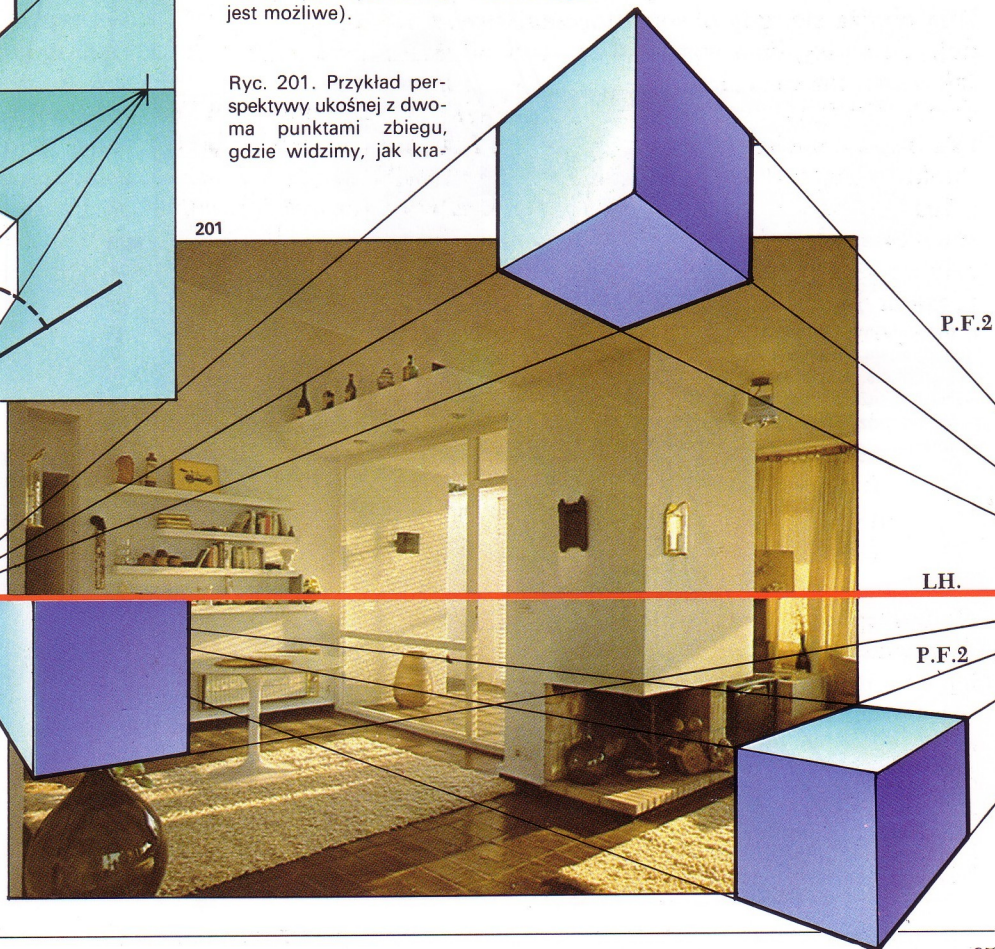 jest możliwe).
Ryc. 201. Przykład per-
spektywy ukośnej z dwo-
ma punktami zbiegu,
gdzie widzimy, jak kra-
201
P.F.2
LH.
P.F.2